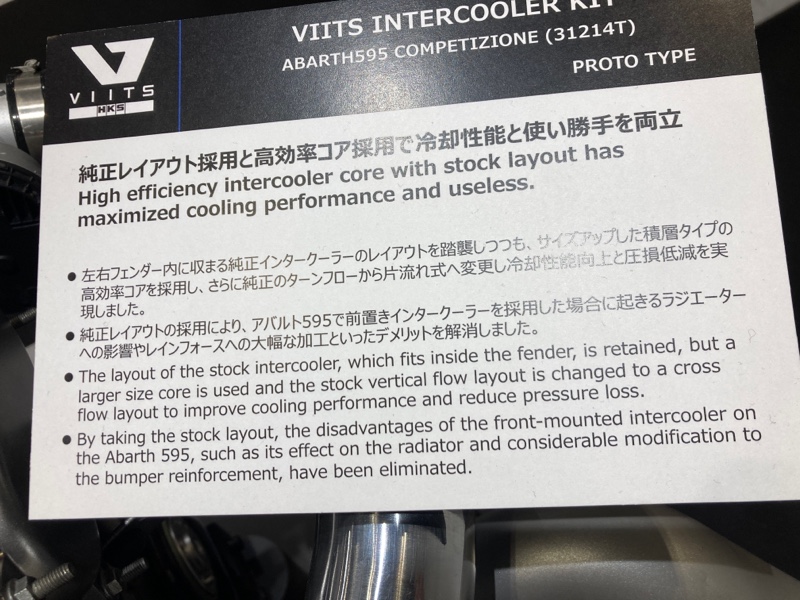 VIITS
HKS
VIITS INTERCOOLER KIT
ABARTH595 COMPETIZIONE (31214T)
PROTO TYPE
純正レイアウト採用と高効率コア採用で冷却性能と使い勝手を両立
High efficiency intercooler core with stock layout has
maximized cooling performance and useless.
● 左右フェンダー内に収まる純正インタークーラーのレイアウトを踏襲しつつも、サイズアップした積層タイプの
高効率コアを採用し、さらに純正のターンフローから片流れ式へ変更し冷却性能向上と圧損低減を実
現しました。
● 純正レイアウトの採用により、アバルト595で前置きインタークーラーを採用した場合に起きるラジエーター
への影響やレインフォースへの大幅な加工といったデメリットを解消しました。
● The layout of the stock intercooler, which fits inside the fender, is retained, but a
larger size core is used and the stock vertical flow layout is changed to a cross
flow layout to improve cooling performance and reduce pressure loss.
● By taking the stock layout, the disadvantages of the front-mounted intercooler on
the Abarth 595, such as its effect on the radiator and considerable modification to
the bumper reinforcement, have been eliminated.